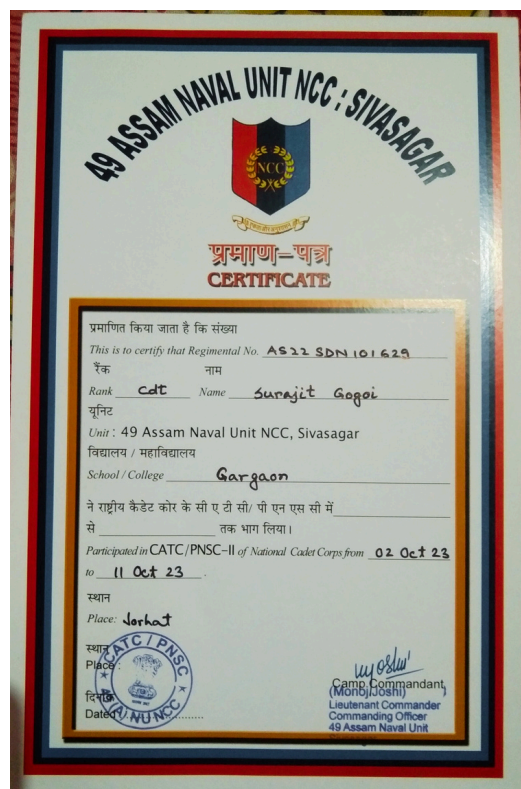 49 ASSAM NAVAL UNIT NCC ; SIVASAGAR
NCC
प्रमाण-पत्र
CERTIFICATE
प्रमाणित किया जाता है कि संख्या
This is to certify that Regimental No. AS22 SDN 101629
रैंक नाम
Rank Cdt Name Surajit Gogoi
यूनिट
Unit : 49 Assam Naval Unit NCC, Sivasagar
विद्यालय / महाविद्यालय
School / College Gargaon
ने राष्ट्रीय कैडेट कोर के सी ए टी सी/ पी एन एस सी में
से तक भाग लिया।
Participated in CATC/PNSC-II of National Cadet Corps from 02 Oct 23
to 11 Oct 23 .
स्थान
Place: Jorhat
स्थान
Place :
CATC / PNSC
NU NCC
Camp Commandant
(Monoj Joshi)
Lieutenant Commander
Commanding Officer
49 Assam Naval Unit
दिनांक
Dated